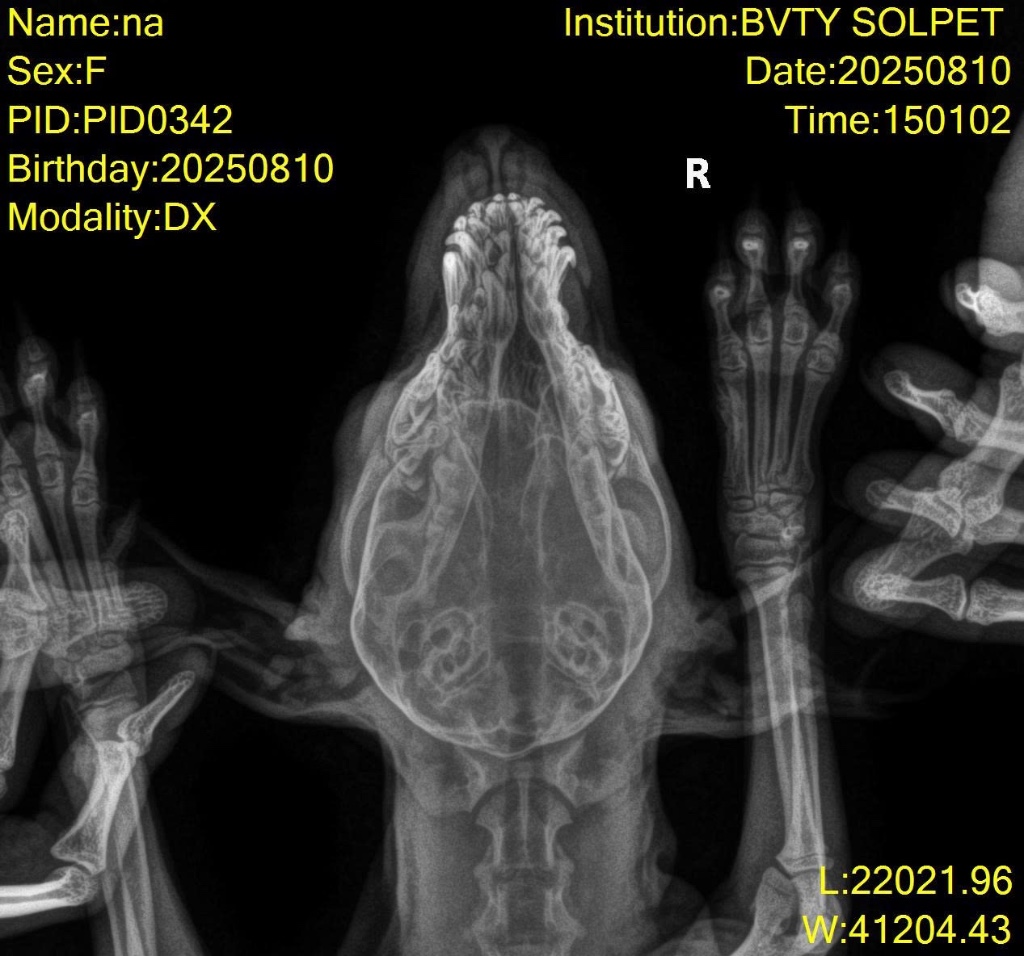 Name:na
Sex:F
PID:PID0342
Birthday:20250810
Modality:DX
Institution:BVTY SOLPET
Date:20250810
Time:150102
R
L:22021.96
W:41204.43